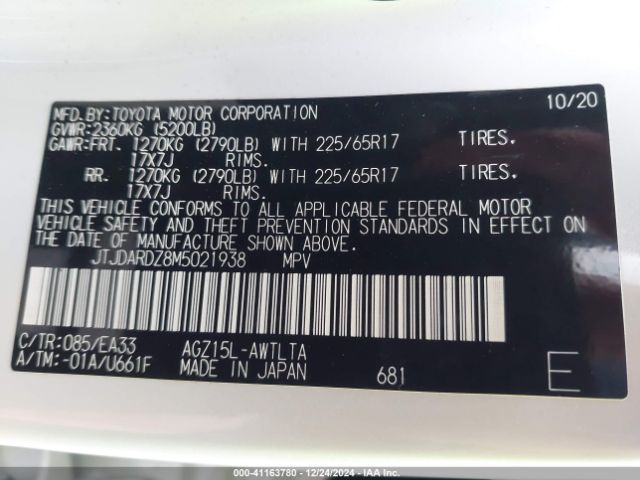 MFD.BY:TOYOTA MOTOR CORPORATION 10/20
GVWR:2360KG (5200LB)
GAWR:FRT. 1270KG (2790LB) WITH 225/65R17 TIRES.
17X7J RIMS.
RR. 1270KG (2790LB) WITH 225/65R17 TIRES.
17X7J RIMS.
THIS VEHICLE CONFORMS TO ALL APPLICABLE FEDERAL MOTOR
VEHICLE SAFETY AND THEFT PREVENTION STANDARDS IN EFFECT ON
THE DATE OF MANUFACTURE SHOWN ABOVE.
JTJDARDZ8M5021938 MPV
C/TR:085/EA33 AGZ15L-AWTLTA
A/TM:-01A/U661F MADE IN JAPAN 681 E
000-41163780 - 12/24/2024 - IAA Inc.